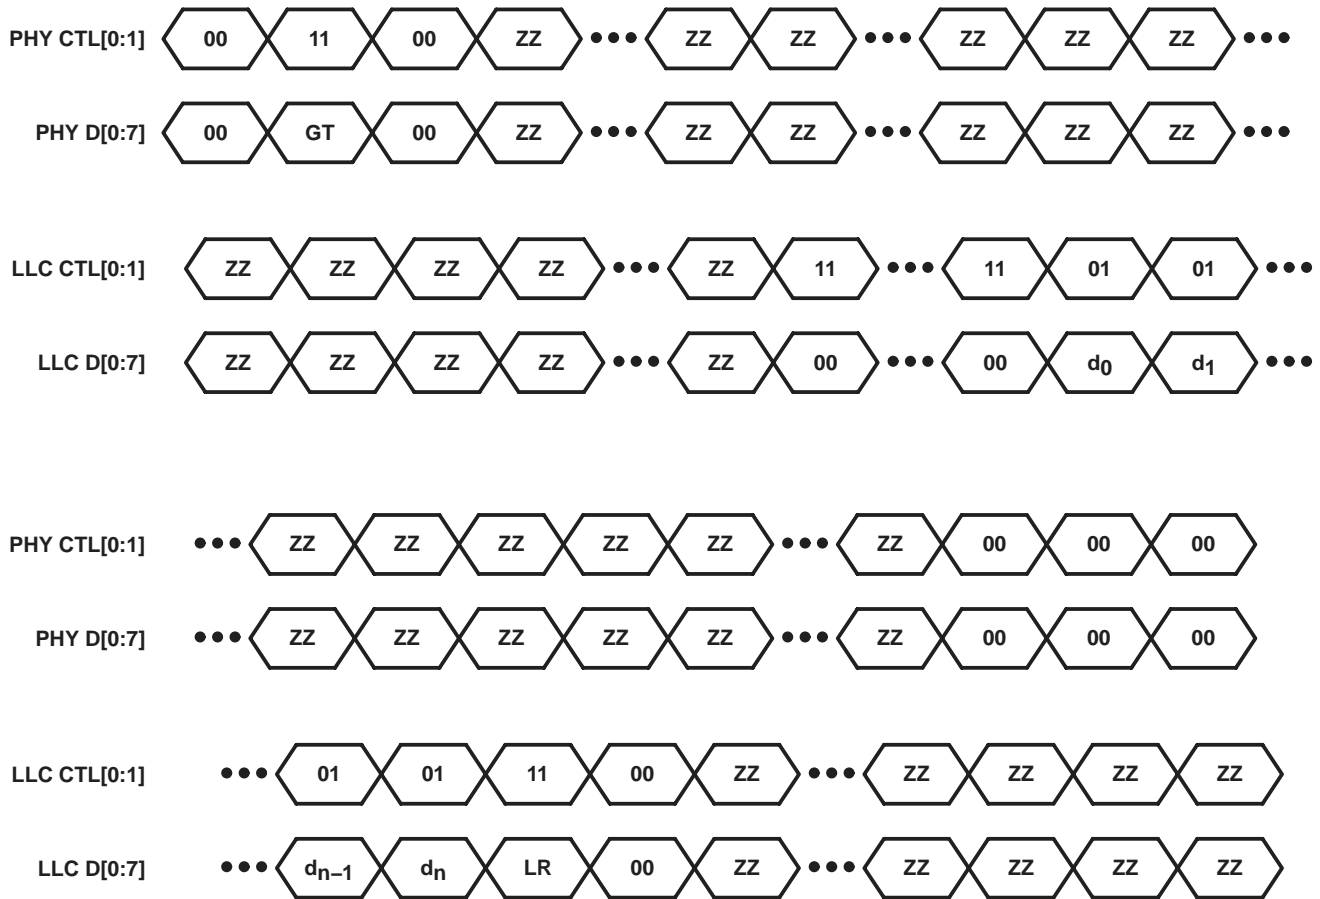 PHY CTL[0:1] 00 11 00 ZZ ••• ZZ ZZ ••• ZZ ZZ ZZ •••
PHY D[0:7] 00 GT 00 ZZ ••• ZZ ZZ ••• ZZ ZZ ZZ •••
LLC CTL[0:1] ZZ ZZ ZZ ZZ ••• ZZ 11 ••• 11 01 01 •••
LLC D[0:7] ZZ ZZ ZZ ZZ ••• ZZ 00 ••• 00 d0 d1 •••
PHY CTL[0:1] ••• ZZ ZZ ZZ ZZ ZZ ••• ZZ 00 00 00
PHY D[0:7] ••• ZZ ZZ ZZ ZZ ZZ ••• ZZ 00 00 00
LLC CTL[0:1] ••• 01 01 11 00 ZZ ••• ZZ ZZ ZZ ZZ
LLC D[0:7] ••• dn–1 dn LR 00 ZZ ••• ZZ ZZ ZZ ZZ